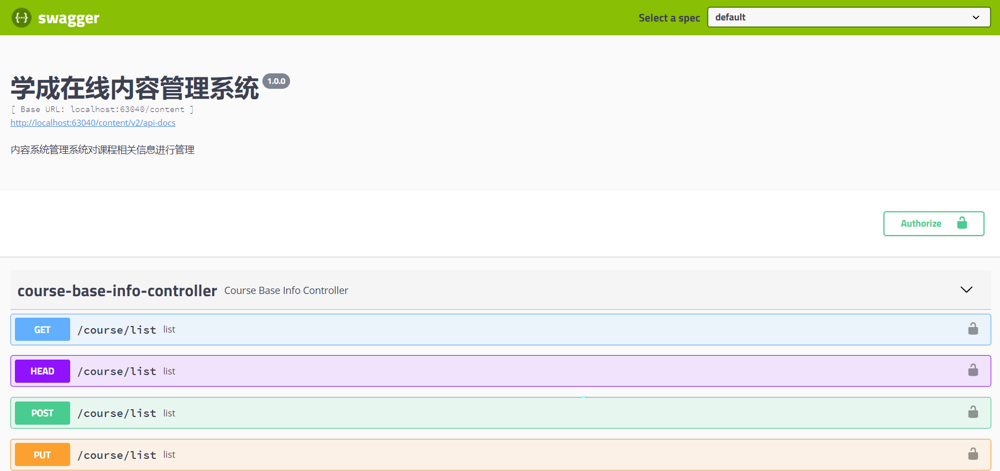 swagger
Select a spec default
学成在线内容管理系统 1.0.0
[ Base URL: localhost:63040/content ]
http://localhost:63040/content/v2/api-docs
内容系统管理系统对课程相关信息进行管理
Authorize
course-base-info-controller Course Base Info Controller
GET /course/list list
HEAD /course/list list
POST /course/list list
PUT /course/list list